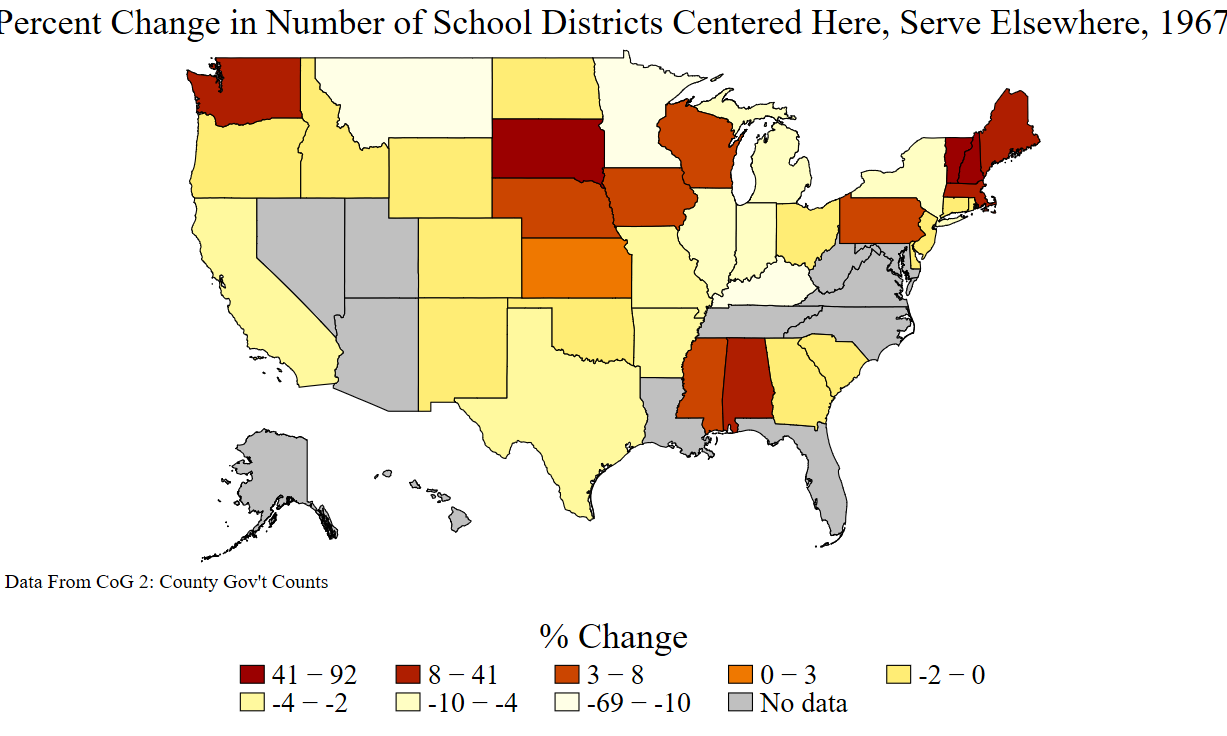 Percent Change in Number of School Districts Centered Here, Serve Elsewhere, 1967
Data From CoG 2: County Gov't Counts
% Change
41 − 92
8 − 41
3 − 8
0 − 3
-2 − 0
-4 − -2
-10 − -4
-69 − -10
No data